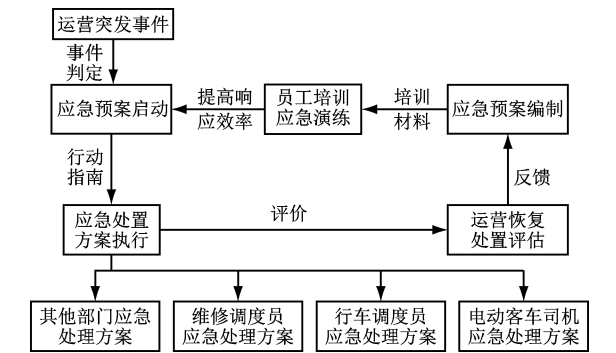 运营突发事件
事件
判定
应急预案启动
提高响
应效率
员工培训
应急演练
培训
材料
应急预案编制
行动
指南
反馈
应急处置
方案执行
评价
运营恢复
处置评估
其他部门应急
处理方案
维修调度员
应急处理方案
行车调度员
应急处理方案
电动客车司机
应急处理方案